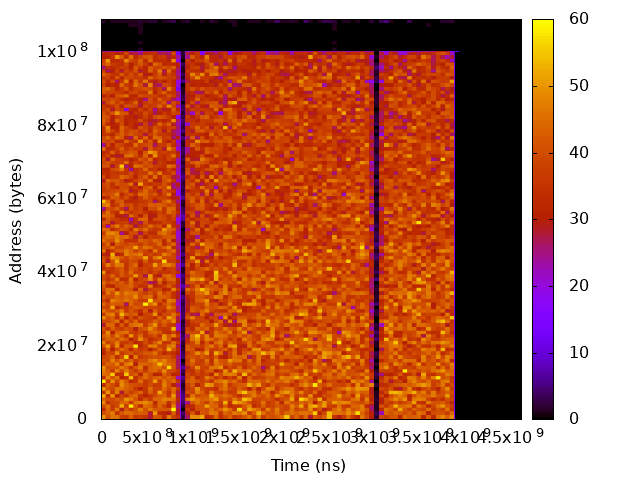 1x10⁸
8x10⁷
6x10⁷
4x10⁷
2x10⁷
0
Address (bytes)
0 5x10⁸ 1x10⁹ 1.5x10⁹ 2x10⁹ 2.5x10⁹ 3x10⁹ 3.5x10⁹ 4x10⁹ 4.5x10⁹
Time (ns)
60
50
40
30
20
10
0